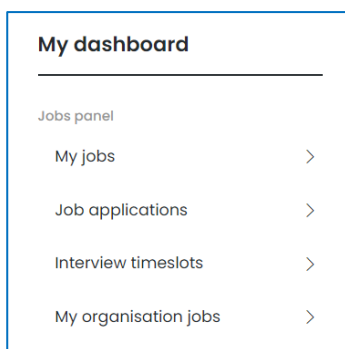 My dashboard
Jobs panel
My jobs
Job applications
Interview timeslots
My organisation jobs